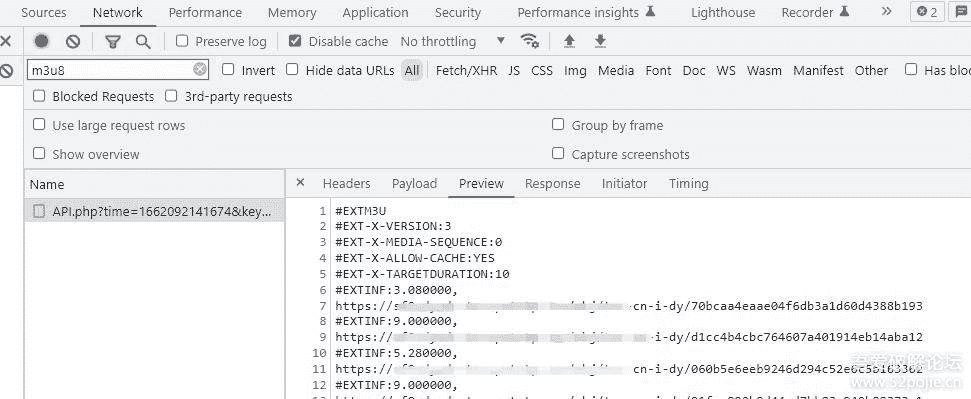 Sources Network Performance Memory Application Security Performance insights Lighthouse Recorder » 2
Preserve log Disable cache No throttling
m3u8 Invert Hide data URLs All Fetch/XHR JS CSS Img Media Font Doc WS Wasm Manifest Other Has bloc
Blocked Requests 3rd-party requests
Use large request rows Group by frame
Show overview Capture screenshots
Name Headers Payload Preview Response Initiator Timing
API.php?time=1662092141674&key...
1 #EXTM3U
2 #EXT-X-VERSION:3
3 #EXT-X-MEDIA-SEQUENCE:0
4 #EXT-X-ALLOW-CACHE:YES
5 #EXT-X-TARGETDURATION:10
6 #EXTINF:3.080000,
7 https:// cn-i-dy/70bcaa4eaae04f6db3a1d60d4388b193
8 #EXTINF:9.000000,
9 https:// cn-i-dy/d1cc4b4cbc764607a401914eb14aba12
10 #EXTINF:5.280000,
11 https:// cn-i-dy/060b5e6eeb9246d294c52e6c5b163362
12 #EXTINF:9.000000,
吾爱破解论坛
www.52pojie.cn